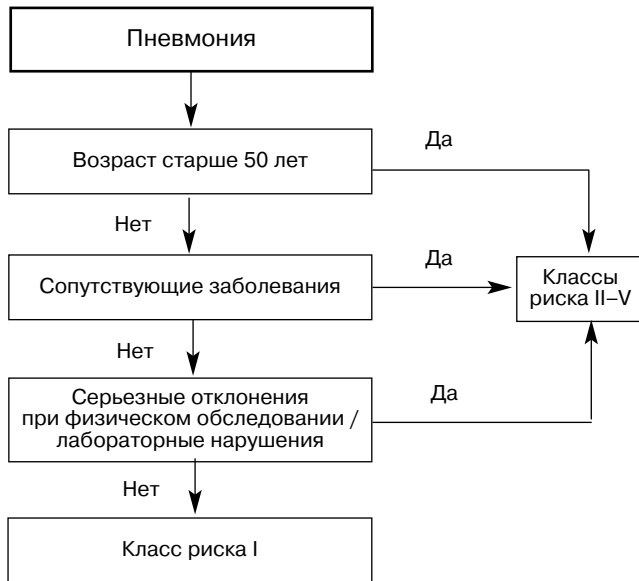 Пневмония
Возраст старше 50 лет
Да
Нет
Сопутствующие заболевания
Да
Классы
риска II–V
Нет
Серьезные отклонения
при физическом обследовании /
лабораторные нарушения
Да
Нет
Класс риска I